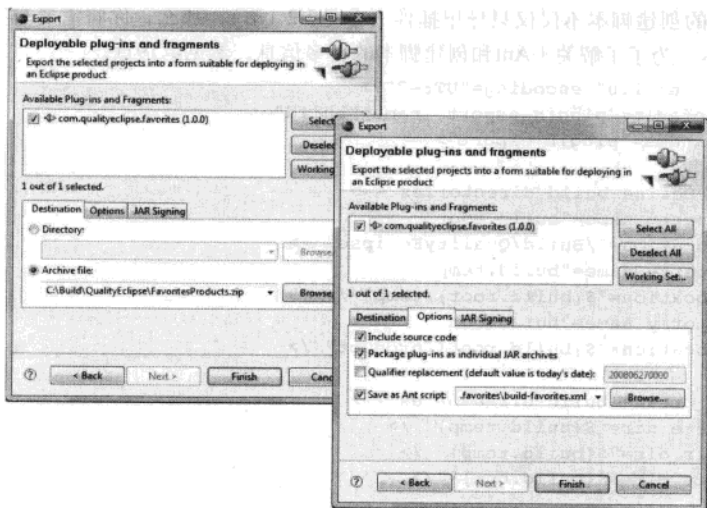 Export
Deployable plug-ins and fragments
Export the selected projects into a form suitable for deploying in
an Eclipse product
Available Plug-ins and Fragments:
com.qualityeclipse.favorites (1.0.0)
Select
Deselec
Working
1 out of 1 selected.
Destination Options JAR Signing
Directory:
Browse
Archive file:
C:\Build\QualityEclipse\FavoritesProducts.zip
Browse
< Back Next > Finish Canc
Export
Deployable plug-ins and fragments
Export the selected projects into a form suitable for deploying in
an Eclipse product
Available Plug-ins and Fragments:
com.qualityeclipse.favorites (1.0.0)
Select All
Deselect All
Working Set...
1 out of 1 selected.
Destination Options JAR Signing
Include source code
Package plug-ins as individual JAR archives
Qualifier replacement (default value is today's date): 200806270000
Save as Ant script: .favorites\build-favorites.xml Browse...
< Back Next > Finish Cancel